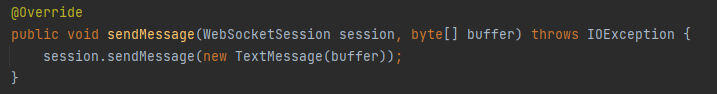 @Override
public void sendMessage(WebSocketSession session, byte[] buffer) throws IOException {
    session.sendMessage(new TextMessage(buffer));
}